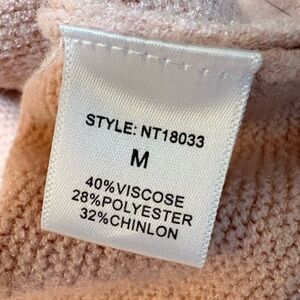 STYLE: NT18033
M
40%VISCOSE
28%POLYESTER
32%CHINLON